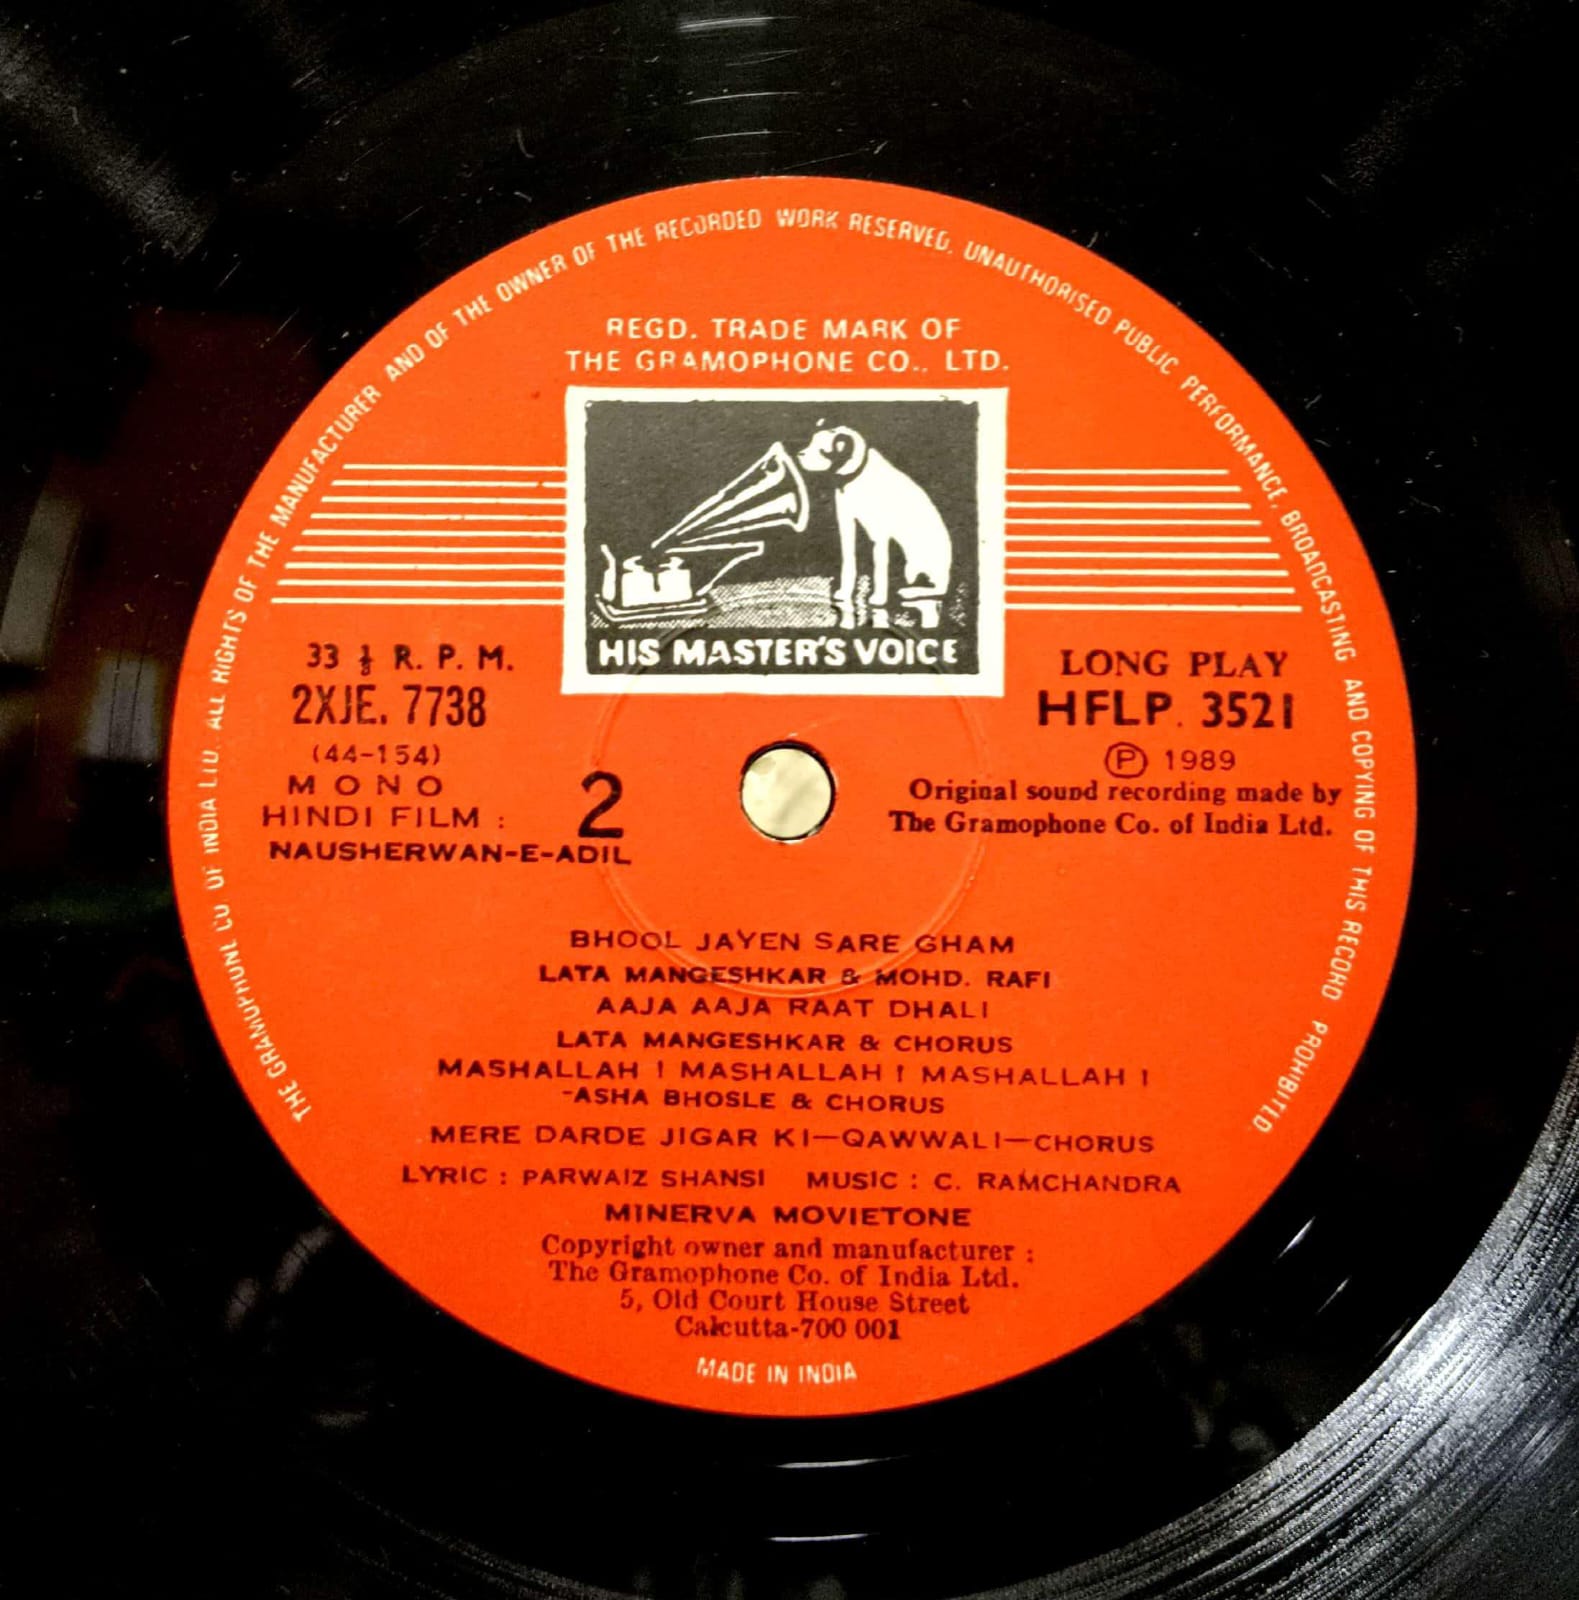 THE GRAMOPHONE CO. OF INDIA LTD. ALL RIGHTS OF THE MANUFACTURER AND OF THE OWNER OF THE RECORDED WORK RESERVED. UNAUTHORISED PUBLIC PERFORMANCE, BROADCASTING AND COPYING OF THIS RECORD PROHIBITED.
REGD. TRADE MARK OF
THE GRAMOPHONE CO., LTD.
HIS MASTER'S VOICE
33 ⅓ R. P. M.
2XJE. 7738
(44-154)
MONO
HINDI FILM :
NAUSHERWAN-E-ADIL
2
LONG PLAY
HFLP. 3521
Ⓟ 1989
Original sound recording made by
The Gramophone Co. of India Ltd.
BHOOL JAYEN SARE GHAM
LATA MANGESHKAR & MOHD. RAFI
AAJA AAJA RAAT DHALI
LATA MANGESHKAR & CHORUS
MASHALLAH ! MASHALLAH ! MASHALLAH !
-ASHA BHOSLE & CHORUS
MERE DARDE JIGAR KI—QAWWALI—CHORUS
LYRIC : PARWAIZ SHANSI MUSIC : C. RAMCHANDRA
MINERVA MOVIETONE
Copyright owner and manufacturer :
The Gramophone Co. of India Ltd.
5, Old Court House Street
Calcutta-700 001
MADE IN INDIA